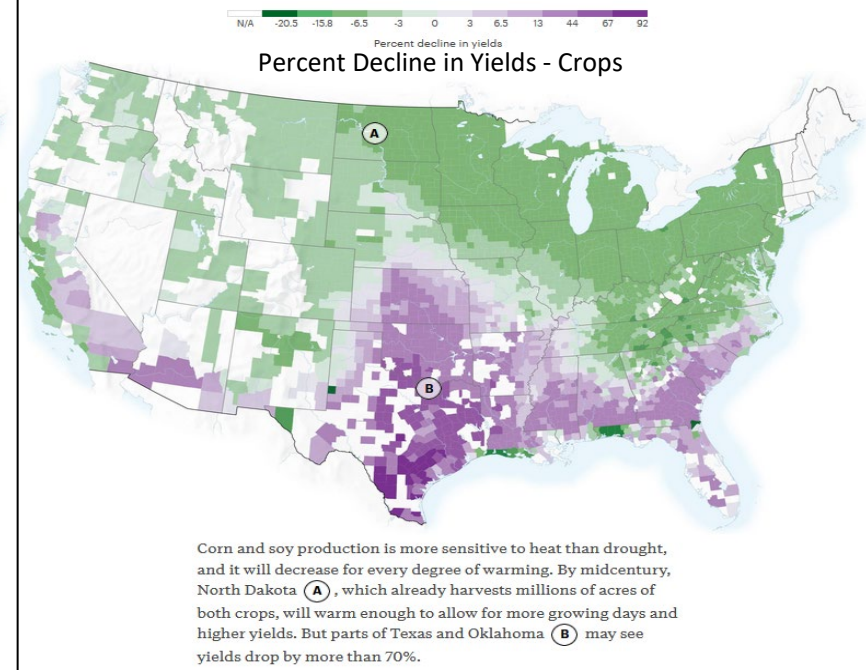 N/A -20.5 -15.8 -6.5 -3 0 3 6.5 13 44 67 92
Percent decline in yields
Percent Decline in Yields - Crops
A
B
Corn and soy production is more sensitive to heat than drought,
and it will decrease for every degree of warming. By midcentury,
North Dakota A , which already harvests millions of acres of
both crops, will warm enough to allow for more growing days and
higher yields. But parts of Texas and Oklahoma B may see
yields drop by more than 70%.